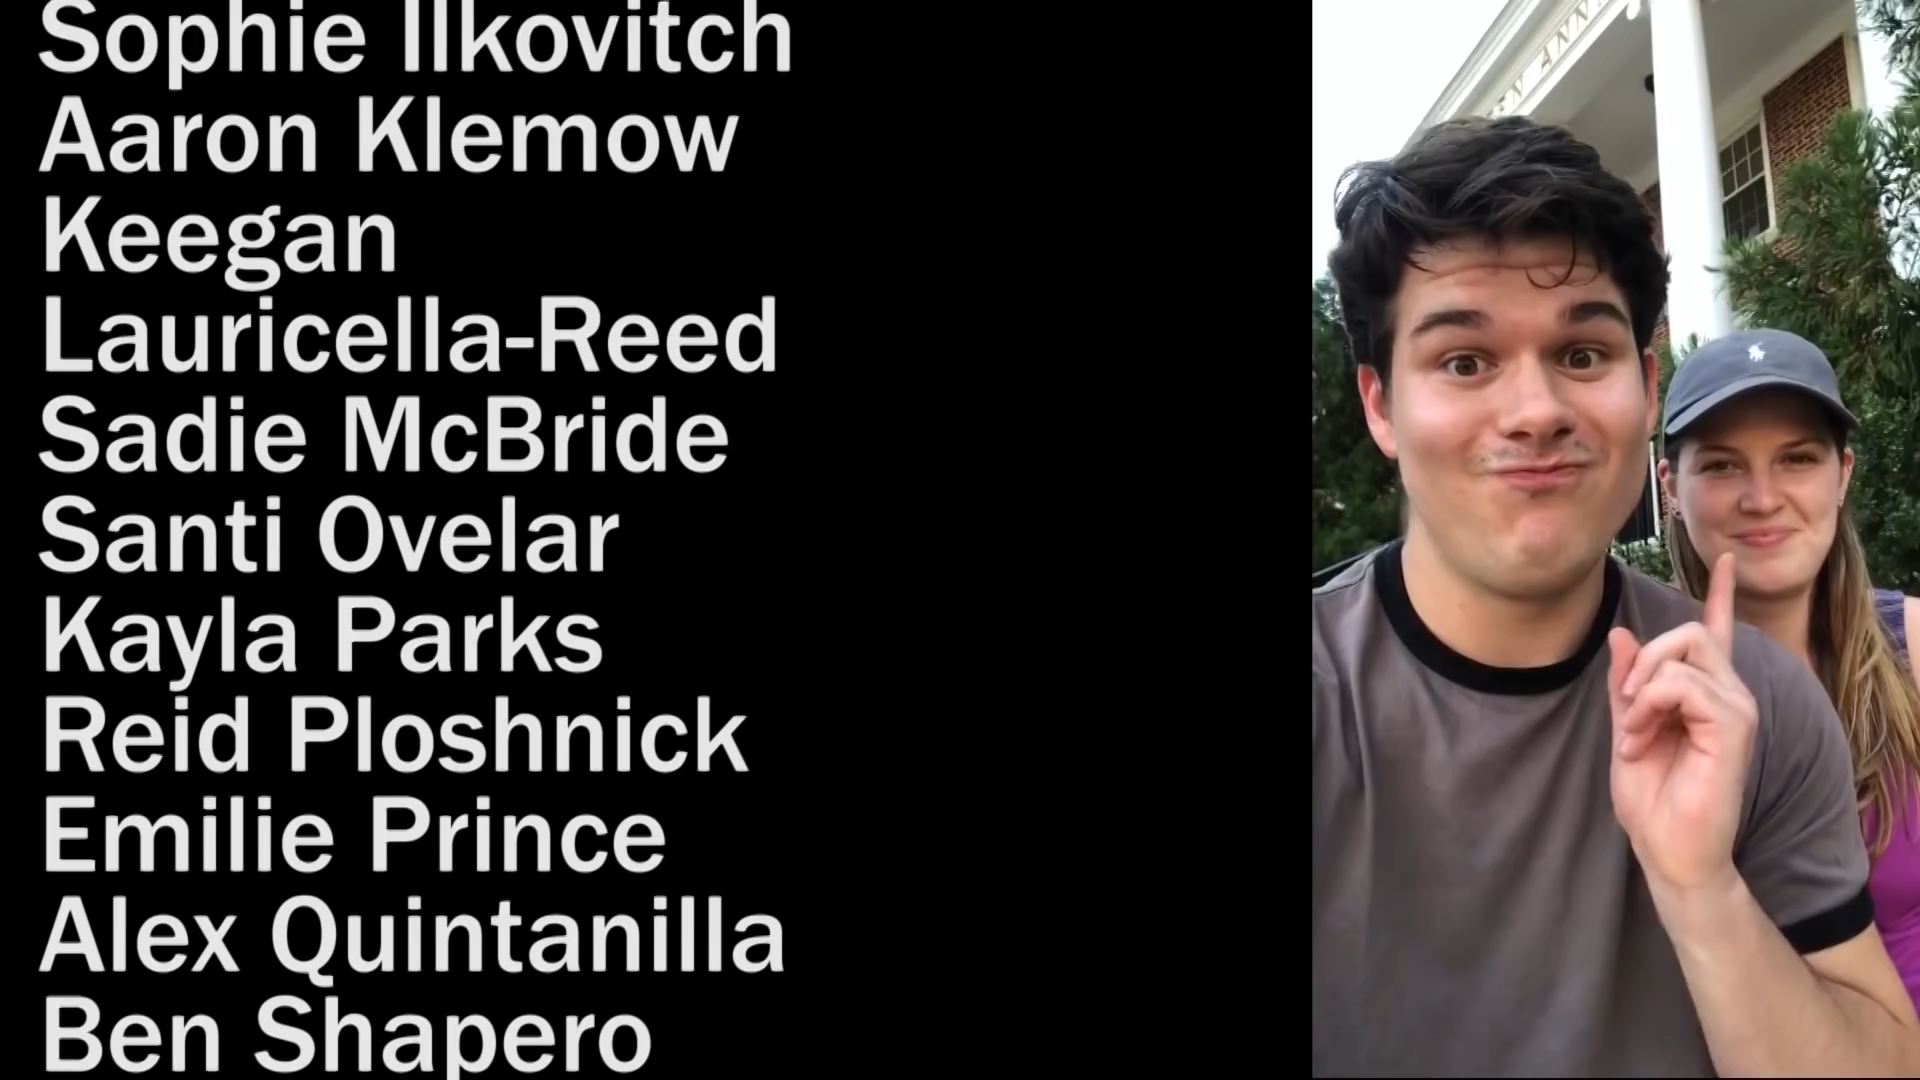 Sophie Ilkovitch
Aaron Klemow
Keegan
Lauricella-Reed
Sadie McBride
Santi Ovelar
Kayla Parks
Reid Ploshnick
Emilie Prince
Alex Quintanilla
Ben Shapero